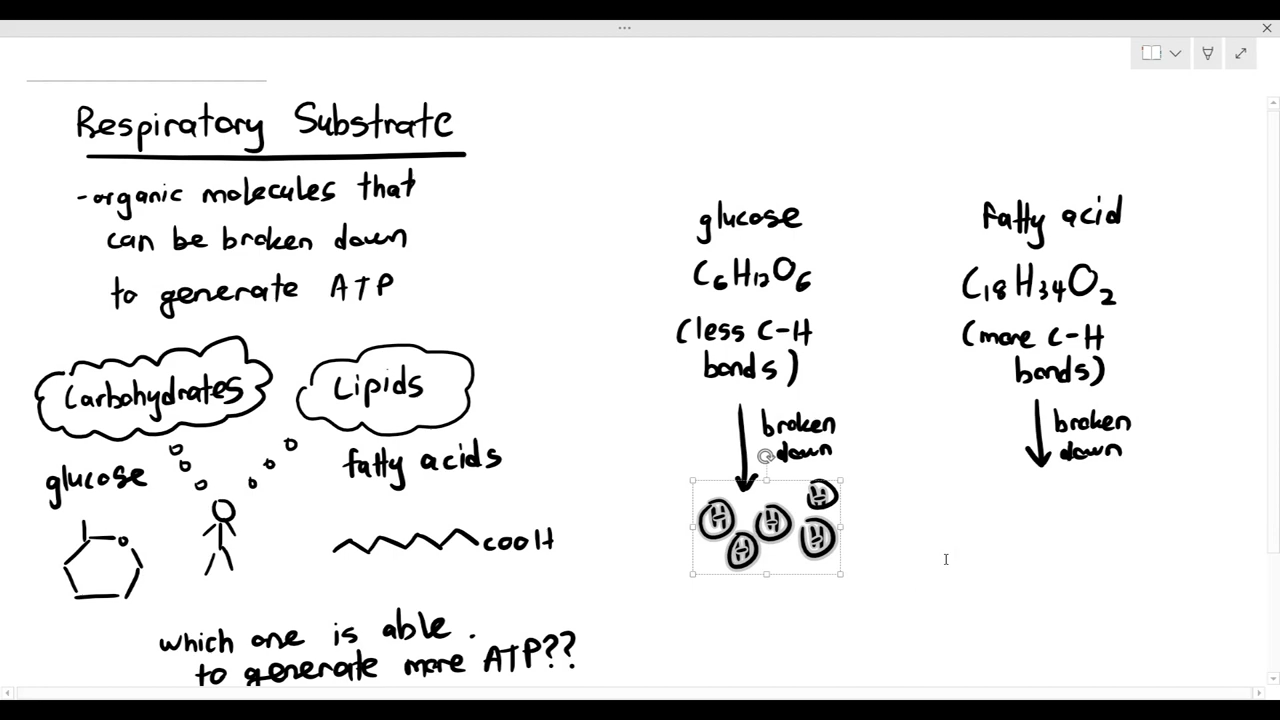 Respiratory Substrate
-organic molecules that
can be broken down
to generate ATP
Carbohydrates
Lipids
glucose
fatty acids
COOH
which one is able
to generate more ATP??
glucose
C6H12O6
(less C-H
bonds)
broken
down
H H H H H
fatty acid
C18H34O2
(more C-H
bonds)
broken
down